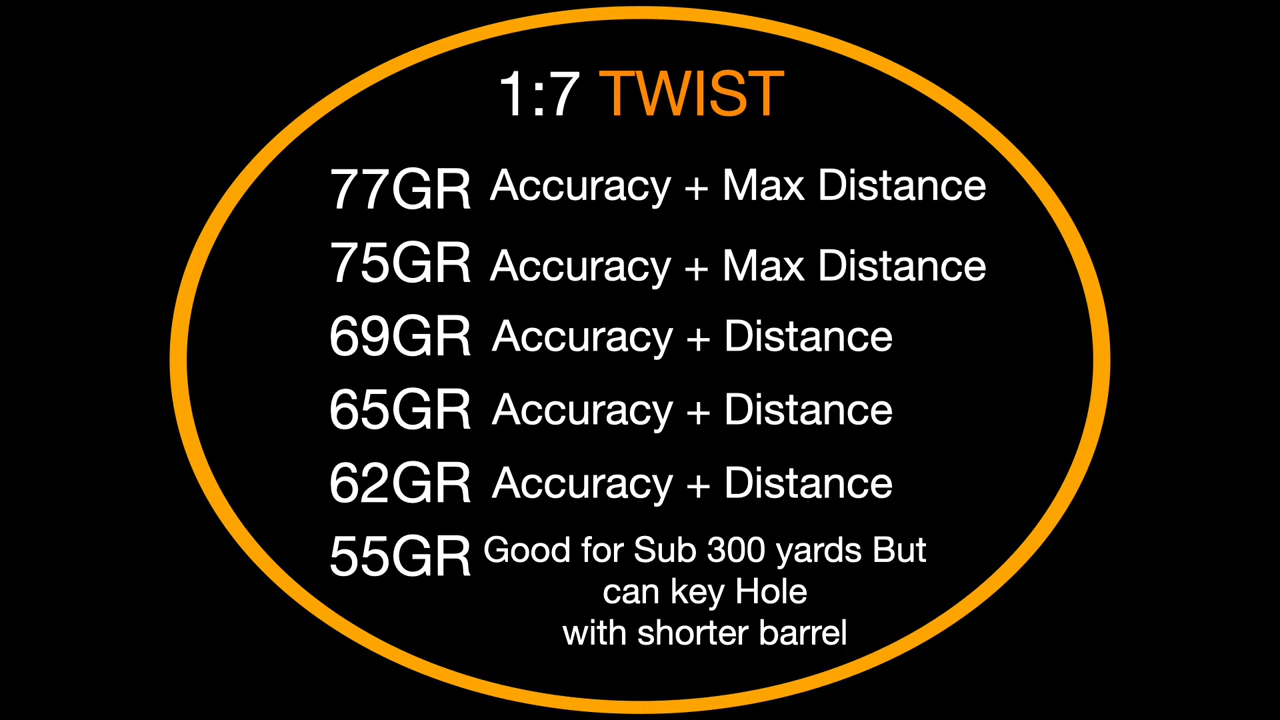 1:7 TWIST
77GR Accuracy + Max Distance
75GR Accuracy + Max Distance
69GR Accuracy + Distance
65GR Accuracy + Distance
62GR Accuracy + Distance
55GR Good for Sub 300 yards But
can key Hole
with shorter barrel